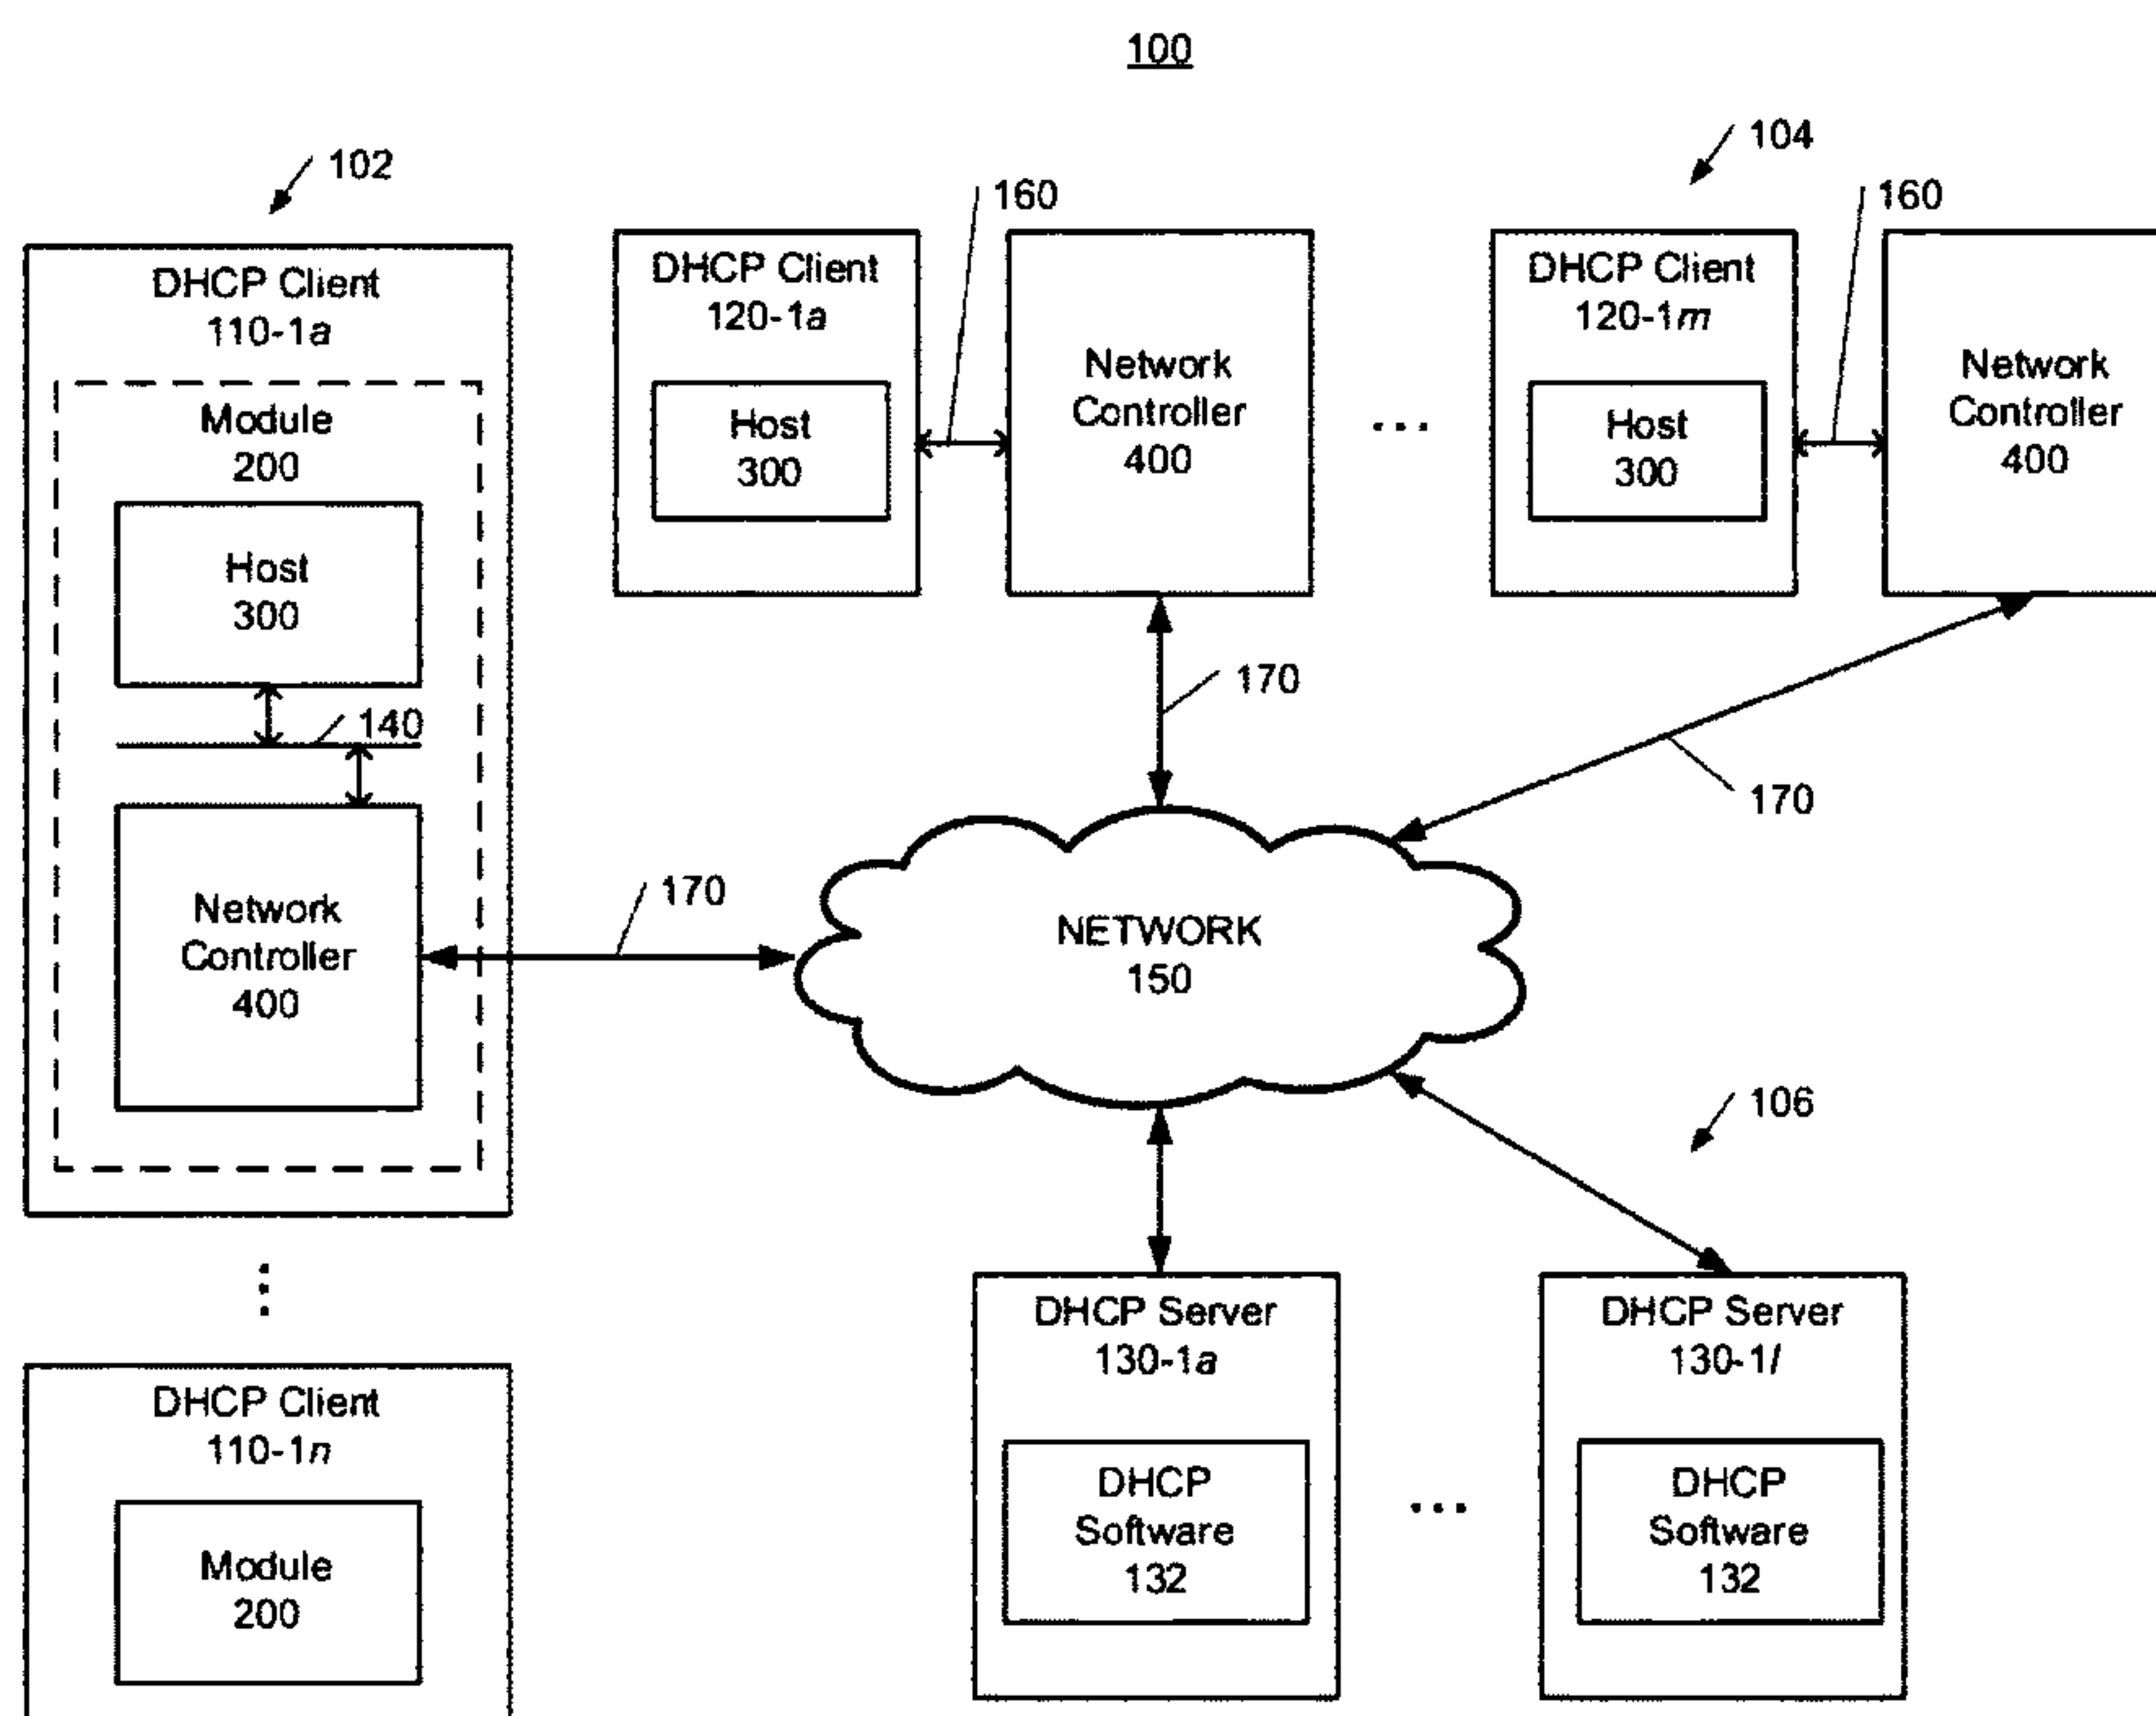 100
102
104
160
160
DHCP Client
110-1a
Module
200
Host
300
140
Network
Controller
400
DHCP Client
120-1a
Host
300
Network
Controller
400
...
DHCP Client
120-1m
Host
300
Network
Controller
400
170
170
170
NETWORK
150
106
DHCP Client
110-1n
Module
200
DHCP Server
130-1a
DHCP
Software
132
...
DHCP Server
130-1l
DHCP
Software
132